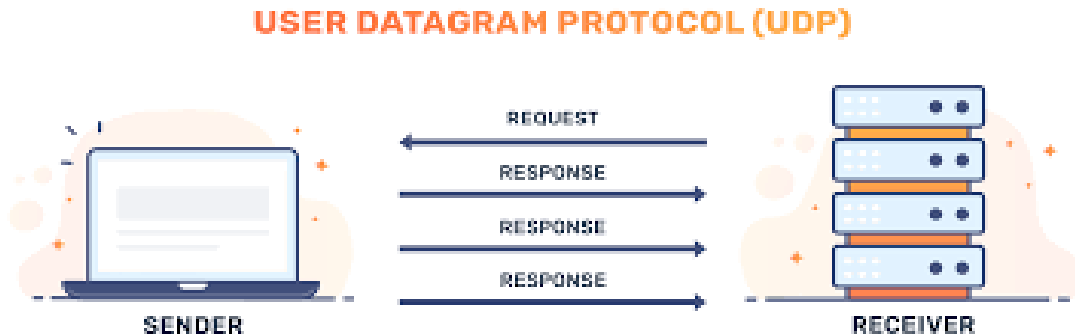 USER DATAGRAM PROTOCOL (UDP)
REQUEST
RESPONSE
RESPONSE
RESPONSE
SENDER
RECEIVER